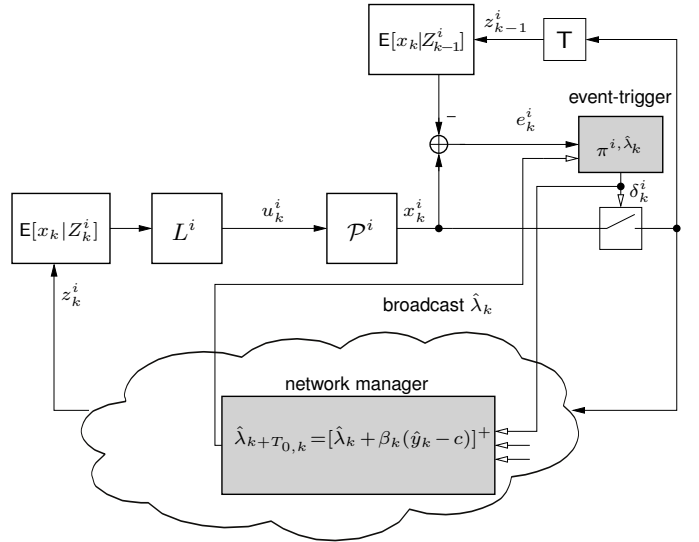 E[x_k|Z^i_{k-1}]
z^i_{k-1}
T
event-trigger
−
e^i_k
π^{i,λ̂_k}
δ^i_k
E[x_k|Z^i_k]
L^i
u^i_k
𝒫^i
x^i_k
z^i_k
broadcast λ̂_k
network manager
λ̂_{k+T_{0,k}}=[λ̂_k+β_k(ŷ_k−c)]^+